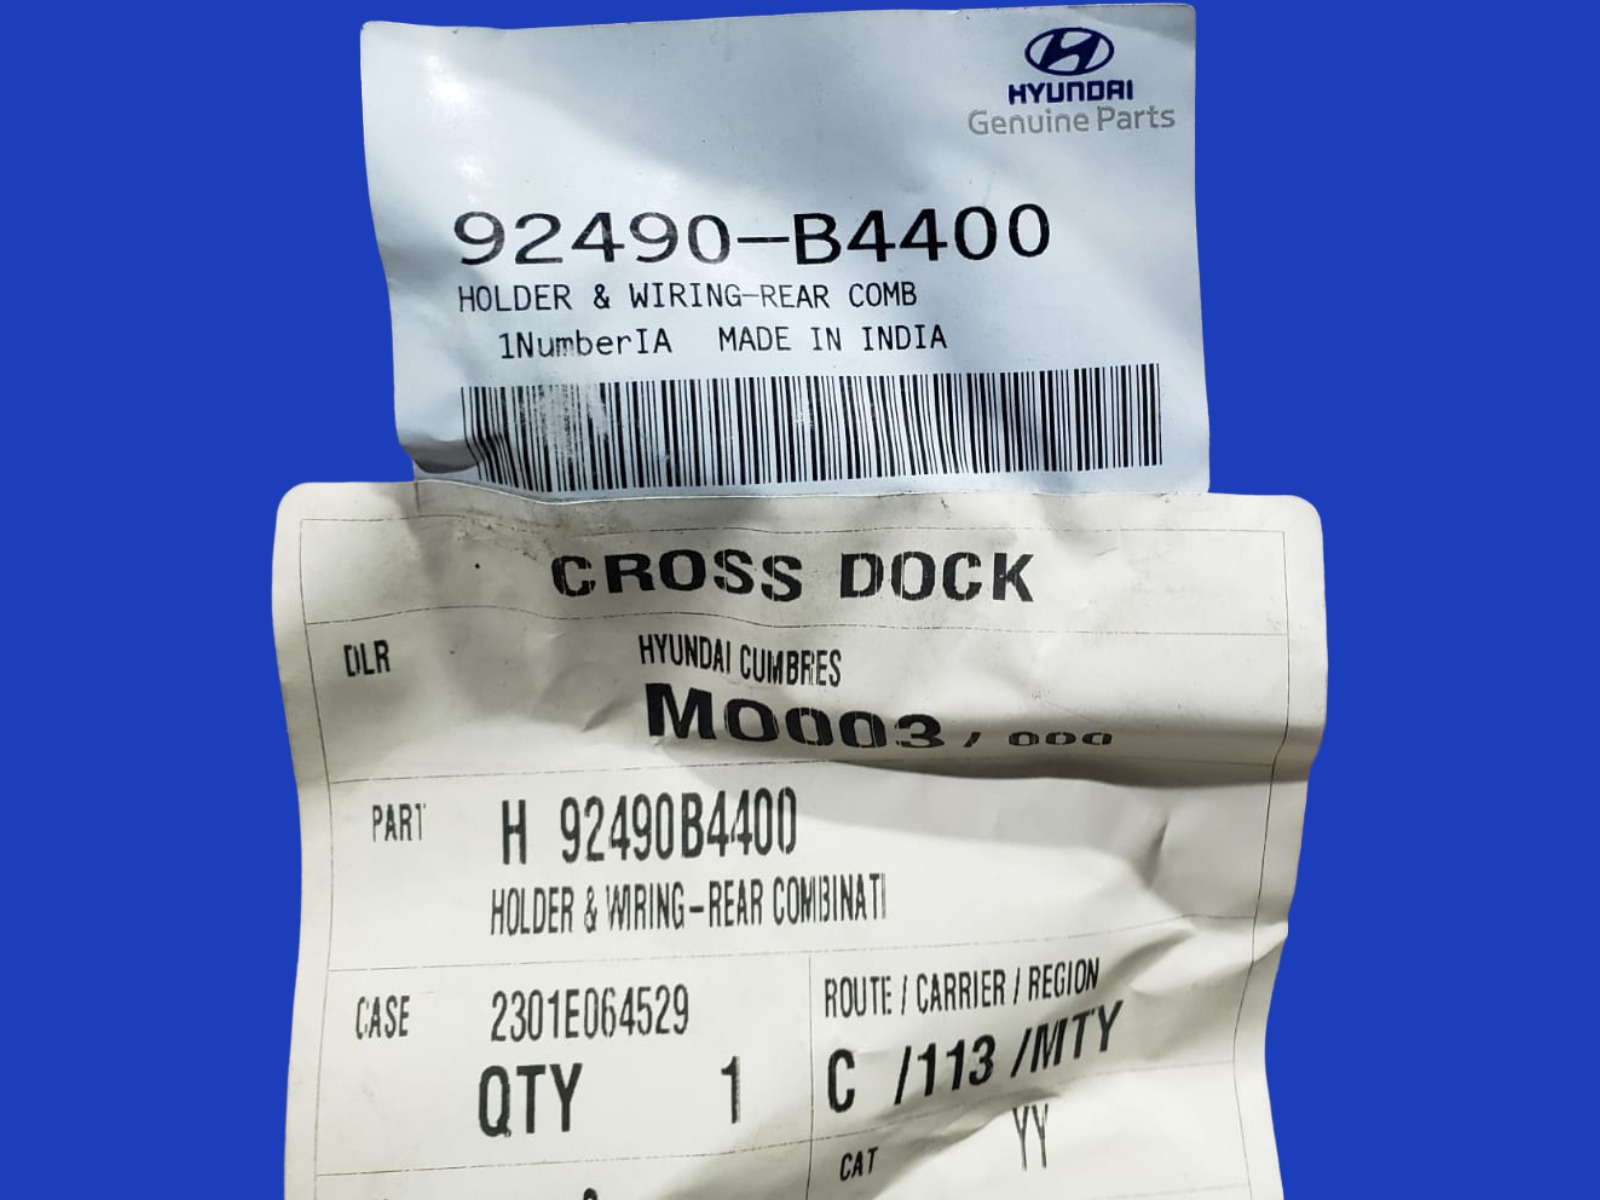 HYUNDAI
Genuine Parts
92490-B4400
HOLDER & WIRING-REAR COMB
1NumberIA MADE IN INDIA
CROSS DOCK
DLR HYUNDAI CUMBRES
M0003 / 000
PART H 92490B4400
HOLDER & WIRING-REAR COMBINATI
CASE 2301E064529 ROUTE / CARRIER / REGION
QTY 1 C /113 /MTY
CAT YY